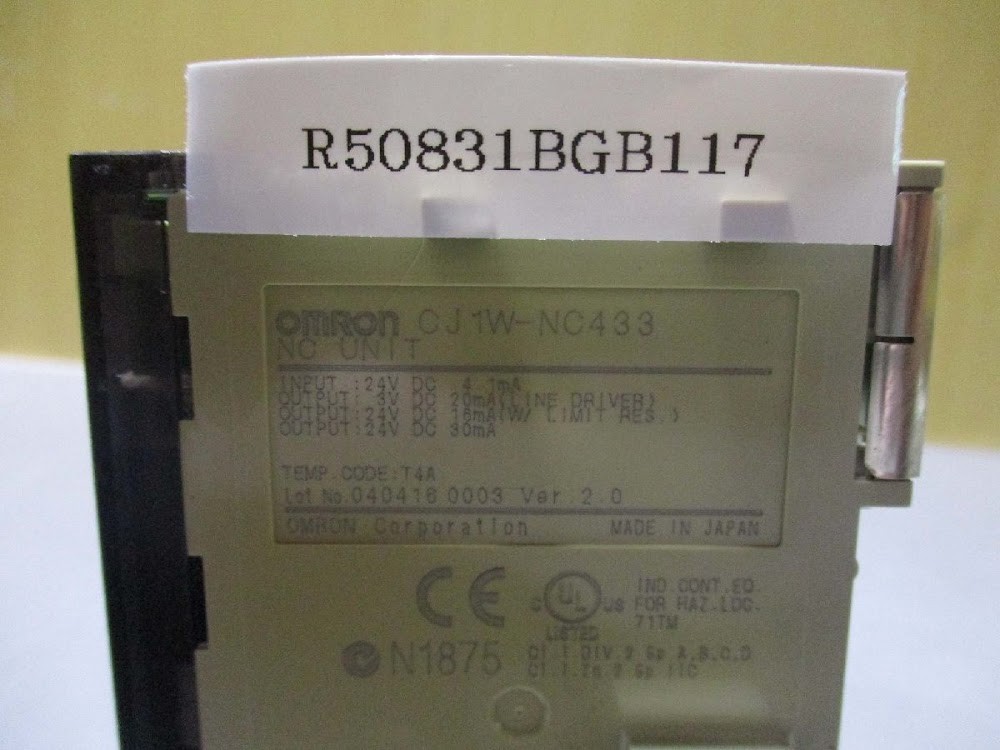 R50831BGB117
OMRON CJ1W-NC433
NC UNIT
INPUT :24V DC 4.1mA
OUTPUT: 3V DC 20mA(LINE DRIVER)
OUTPUT:24V DC 16mA(W/ LIMIT RES.)
OUTPUT:24V DC 30mA
TEMP.CODE:T4A
Lot No.040416 0003 Ver.2.0
OMRON Corporation MADE IN JAPAN
CE
C UL US
LISTED
IND.CONT.EQ.
FOR HAZ.LOC.
71TM
N1875
Cl I DIV.2 Gp A,B,C,D
Cl I,Zn 2 Gp IIC